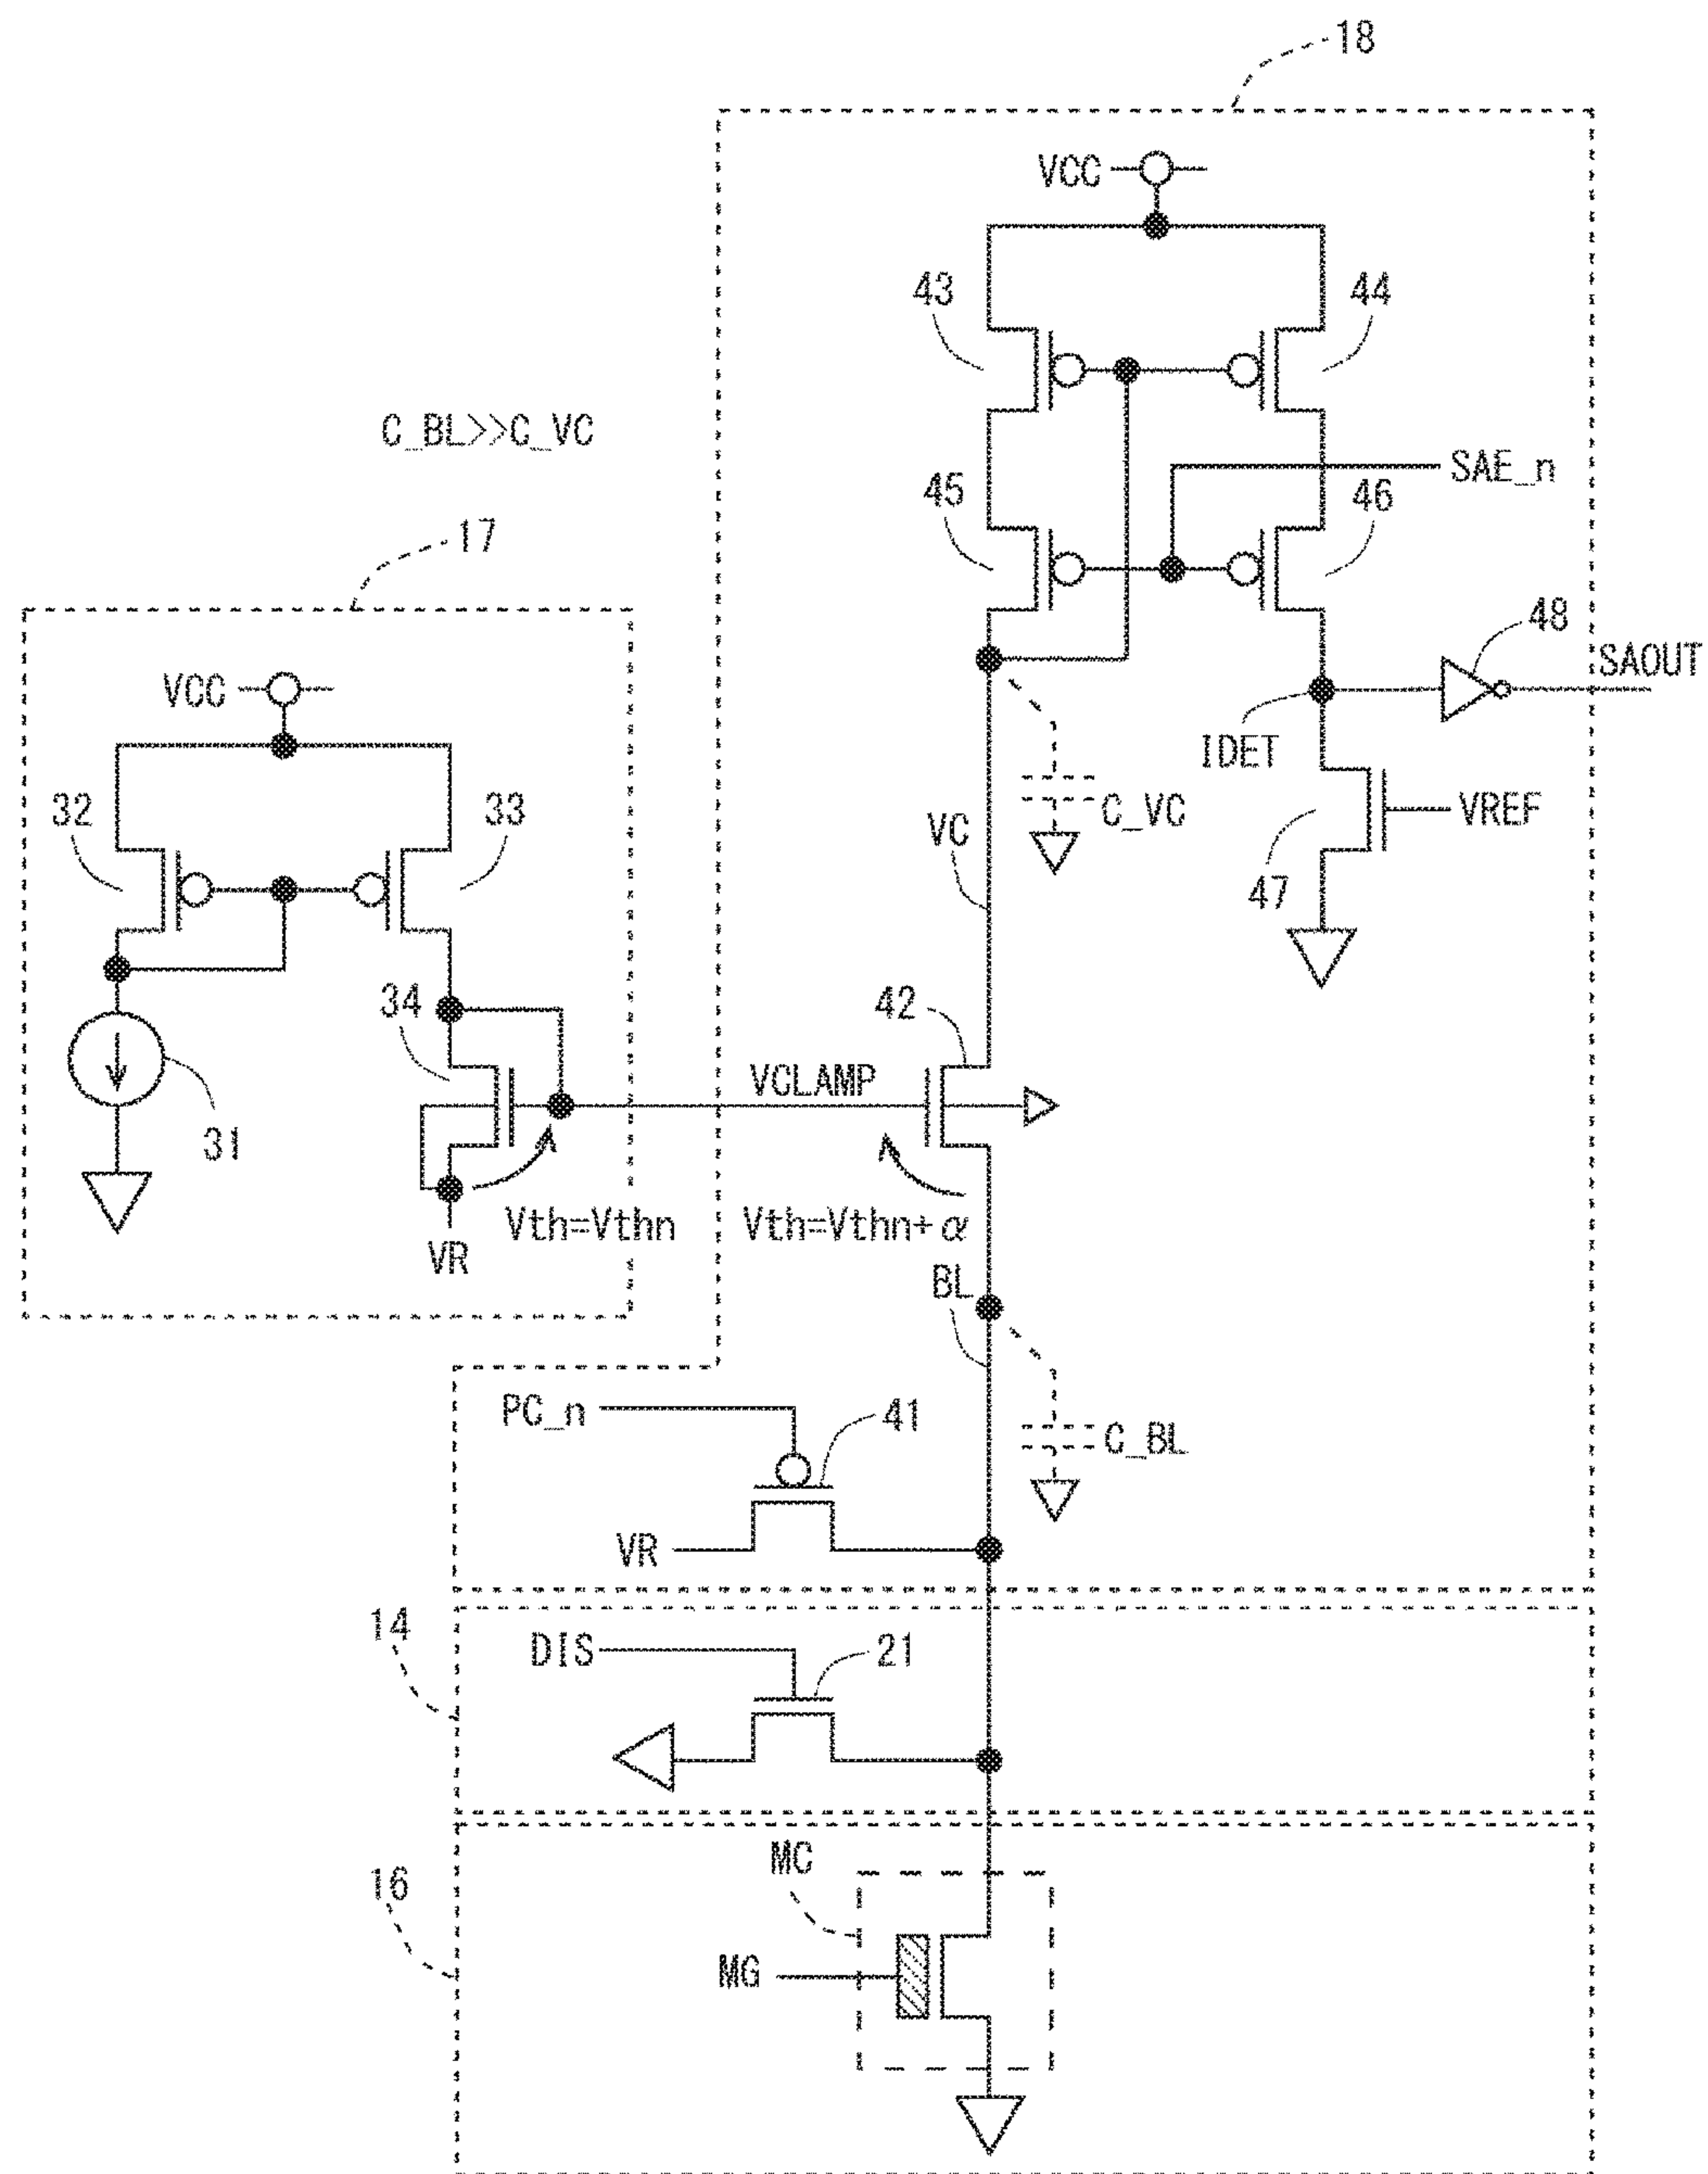 18
VCC
43
44
C_BL>>C_VC
45
46
SAE_n
17
48
SAOUT
VCC
IDET
32
33
VC
C_VC
VREF
47
34
42
VCLAMP
31
Vth=Vthn
Vth=Vthn+α
VR
BL
PC_n
41
C_BL
VR
14
DIS
21
MC
16
MG